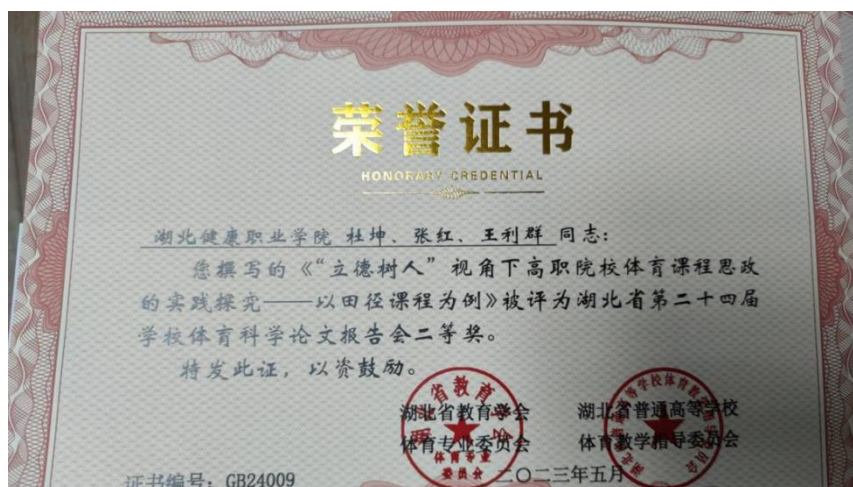 荣誉证书
HONORARY CREDENTIAL
湖北健康职业学院 杜坤、张红、王利群 同志：
您撰写的《“立德树人”视角下高职院校体育课程思政
的实践探究——以田径课程为例》被评为湖北省第二十四届
学校体育科学论文报告会二等奖。
特发此证，以资鼓励。
湖北省教育学会 湖北省普通高等学校
体育专业委员会 体育教学指导委员会
体育专业
委员会
证书编号：GB24009 二〇二三年五月